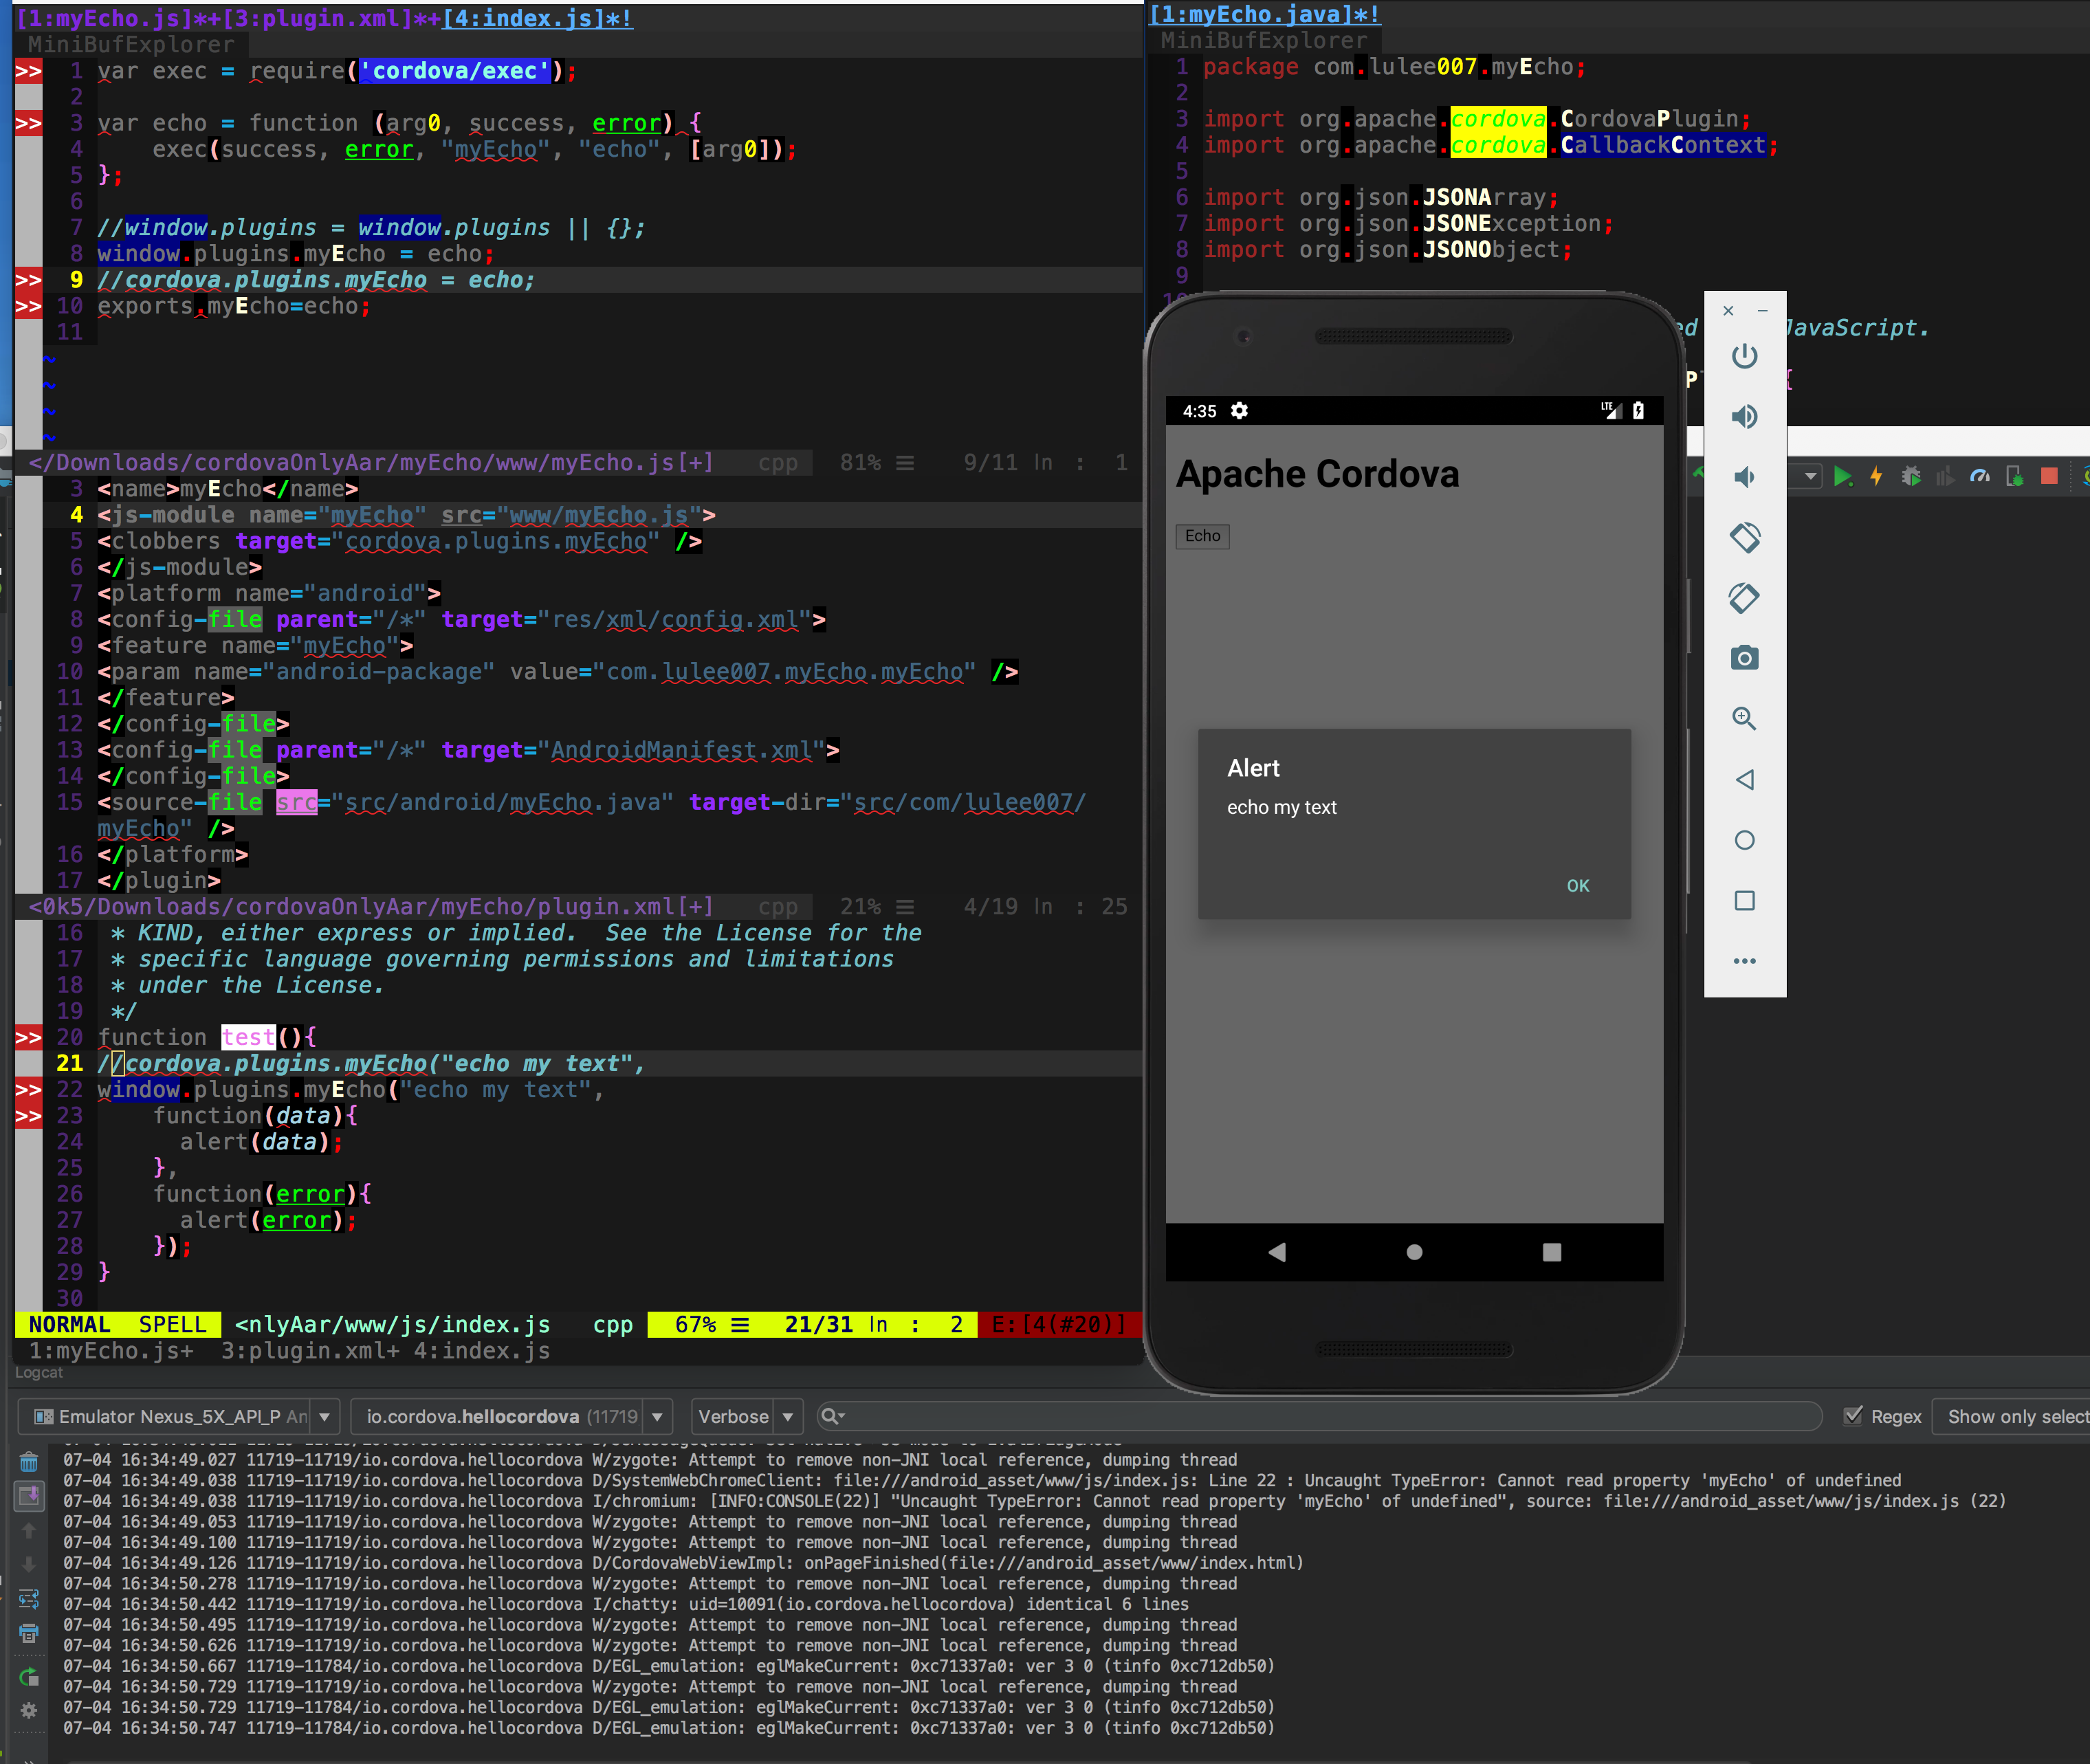 [1:myEcho.js]*+[3:plugin.xml]*+[4:index.js]*!
MiniBufExplorer
>> 1 var exec = require('cordova/exec');
2
>> 3 var echo = function (arg0, success, error) {
4 exec(success, error, "myEcho", "echo", [arg0]);
5 };
6
7 //window.plugins = window.plugins || {};
8 window.plugins.myEcho = echo;
>> 9 //cordova.plugins.myEcho = echo;
>> 10 exports.myEcho=echo;
11
~
~
~
~
</Downloads/cordovaOnlyAar/myEcho/www/myEcho.js[+] cpp 81% ☰ 9/11 ln : 1
3 <name>myEcho</name>
4 <js-module name="myEcho" src="www/myEcho.js">
5 <clobbers target="cordova.plugins.myEcho" />
6 </js-module>
7 <platform name="android">
8 <config-file parent="/*" target="res/xml/config.xml">
9 <feature name="myEcho">
10 <param name="android-package" value="com.lulee007.myEcho.myEcho" />
11 </feature>
12 </config-file>
13 <config-file parent="/*" target="AndroidManifest.xml">
14 </config-file>
15 <source-file src="src/android/myEcho.java" target-dir="src/com/lulee007/
myEcho" />
16 </platform>
17 </plugin>
<0k5/Downloads/cordovaOnlyAar/myEcho/plugin.xml[+] cpp 21% ☰ 4/19 ln : 25
16 * KIND, either express or implied.  See the License for the
17 * specific language governing permissions and limitations
18 * under the License.
19 */
>> 20 function test(){
21 //cordova.plugins.myEcho("echo my text",
>> 22 window.plugins.myEcho("echo my text",
>> 23 function(data){
24 alert(data);
25 },
26 function(error){
27 alert(error);
28 });
29 }
30
NORMAL SPELL <nlyAar/www/js/index.js cpp 67% ☰ 21/31 ln : 2 E:[4(#20)]
1:myEcho.js+ 3:plugin.xml+ 4:index.js
[1:myEcho.java]*!
MiniBufExplorer
1 package com.lulee007.myEcho;
2
3 import org.apache.cordova.CordovaPlugin;
4 import org.apache.cordova.CallbackContext;
5
6 import org.json.JSONArray;
7 import org.json.JSONException;
8 import org.json.JSONObject;
9
10
JavaScript.
{
4:35
LTE
Apache Cordova
Echo
Alert
echo my text
OK
Logcat
Emulator Nexus_5X_API_P An
io.cordova.hellocordova (11719
Verbose
Regex
Show only select
07-04 16:34:49.027 11719-11719/io.cordova.hellocordova W/zygote: Attempt to remove non-JNI local reference, dumping thread
07-04 16:34:49.038 11719-11719/io.cordova.hellocordova D/SystemWebChromeClient: file:///android_asset/www/js/index.js: Line 22 : Uncaught TypeError: Cannot read property 'myEcho' of undefined
07-04 16:34:49.038 11719-11719/io.cordova.hellocordova I/chromium: [INFO:CONSOLE(22)] "Uncaught TypeError: Cannot read property 'myEcho' of undefined", source: file:///android_asset/www/js/index.js (22)
07-04 16:34:49.053 11719-11719/io.cordova.hellocordova W/zygote: Attempt to remove non-JNI local reference, dumping thread
07-04 16:34:49.100 11719-11719/io.cordova.hellocordova W/zygote: Attempt to remove non-JNI local reference, dumping thread
07-04 16:34:49.126 11719-11719/io.cordova.hellocordova D/CordovaWebViewImpl: onPageFinished(file:///android_asset/www/index.html)
07-04 16:34:50.278 11719-11719/io.cordova.hellocordova W/zygote: Attempt to remove non-JNI local reference, dumping thread
07-04 16:34:50.442 11719-11719/io.cordova.hellocordova I/chatty: uid=10091(io.cordova.hellocordova) identical 6 lines
07-04 16:34:50.495 11719-11719/io.cordova.hellocordova W/zygote: Attempt to remove non-JNI local reference, dumping thread
07-04 16:34:50.626 11719-11719/io.cordova.hellocordova W/zygote: Attempt to remove non-JNI local reference, dumping thread
07-04 16:34:50.667 11719-11784/io.cordova.hellocordova D/EGL_emulation: eglMakeCurrent: 0xc71337a0: ver 3 0 (tinfo 0xc712db50)
07-04 16:34:50.729 11719-11719/io.cordova.hellocordova W/zygote: Attempt to remove non-JNI local reference, dumping thread
07-04 16:34:50.729 11719-11784/io.cordova.hellocordova D/EGL_emulation: eglMakeCurrent: 0xc71337a0: ver 3 0 (tinfo 0xc712db50)
07-04 16:34:50.747 11719-11784/io.cordova.hellocordova D/EGL_emulation: eglMakeCurrent: 0xc71337a0: ver 3 0 (tinfo 0xc712db50)